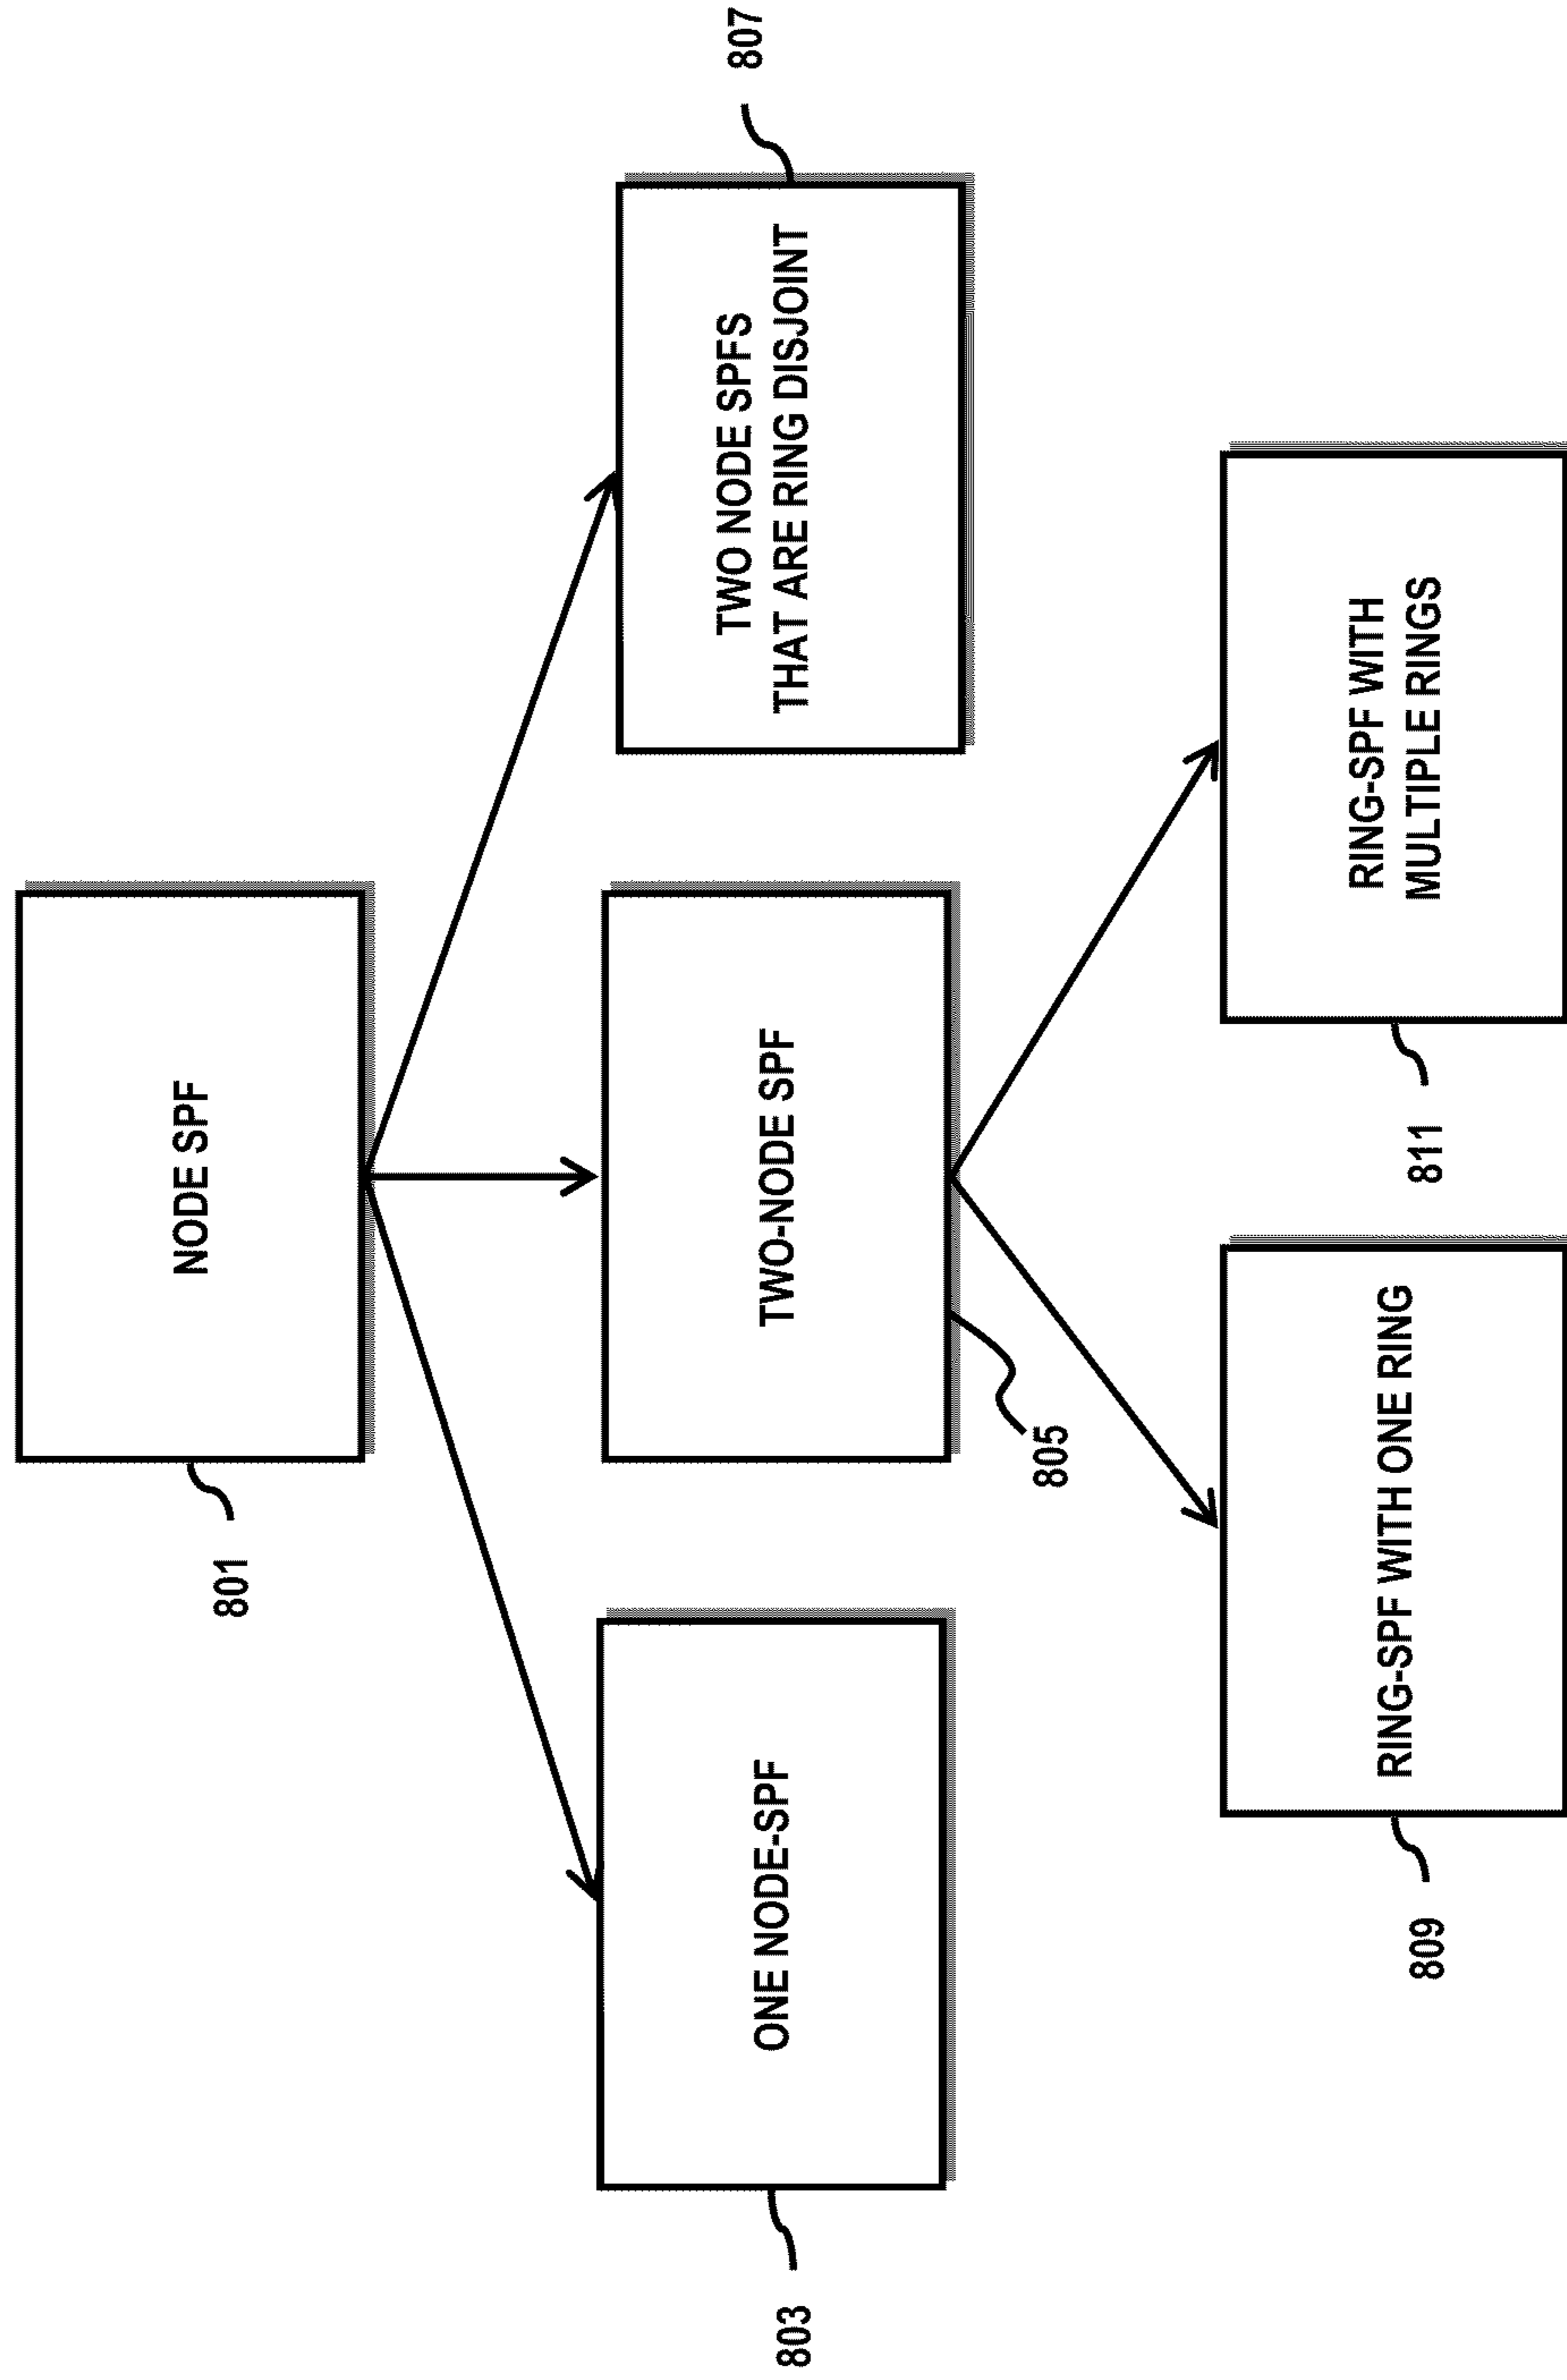 NODE SPF
801
ONE NODE-SPF
803
TWO-NODE SPF
805
TWO NODE SPFS
THAT ARE RING DISJOINT
807
RING-SPF WITH ONE RING
809
RING-SPF WITH
MULTIPLE RINGS
811